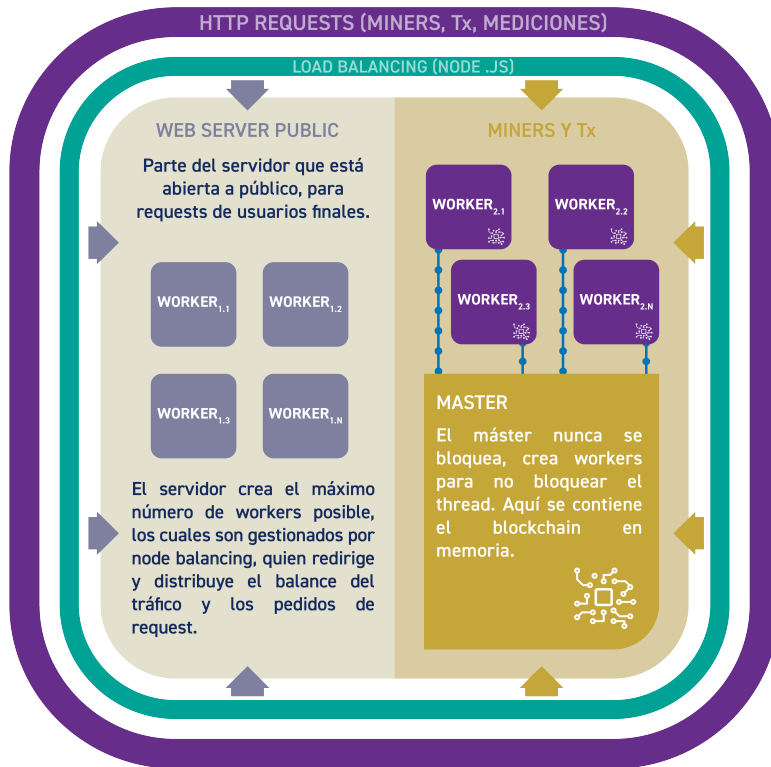 HTTP REQUESTS (MINERS, Tx, MEDICIONES)
LOAD BALANCING (NODE .JS)
WEB SERVER PUBLIC
Parte del servidor que está
abierta a público, para
requests de usuarios finales.
WORKER1.1
WORKER1.2
WORKER1.3
WORKER1.N
El servidor crea el máximo
número de workers posible,
los cuales son gestionados por
node balancing, quien redirige
y distribuye el balance del
tráfico y los pedidos de
request.
MINERS Y Tx
WORKER2.1
WORKER2.2
WORKER2.3
WORKER2.N
MASTER
El máster nunca se
bloquea, crea workers
para no bloquear el
thread. Aquí se contiene
el blockchain en
memoria.